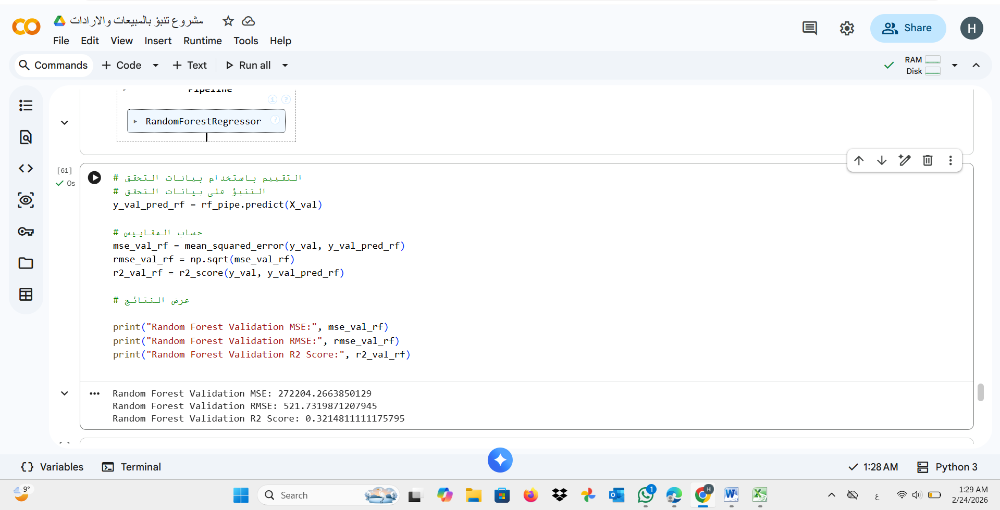 مشروع تنبؤ بالمبيعات والارادات
File Edit View Insert Runtime Tools Help
Share
H
Commands + Code + Text Run all
RAM
Disk
Pipeline
RandomForestRegressor
[61]
0s
# التقييم باستخدام بيانات التحقق
# التنبؤ على بيانات التحقق
y_val_pred_rf = rf_pipe.predict(X_val)
# حساب المقاييس
mse_val_rf = mean_squared_error(y_val, y_val_pred_rf)
rmse_val_rf = np.sqrt(mse_val_rf)
r2_val_rf = r2_score(y_val, y_val_pred_rf)
# عرض النتائج
print("Random Forest Validation MSE:", mse_val_rf)
print("Random Forest Validation RMSE:", rmse_val_rf)
print("Random Forest Validation R2 Score:", r2_val_rf)
Random Forest Validation MSE: 272204.2663850129
Random Forest Validation RMSE: 521.7319871207945
Random Forest Validation R2 Score: 0.3214811111175795
Variables Terminal
1:28 AM Python 3
9°
Search
1
H
ع
1:29 AM
2/24/2026